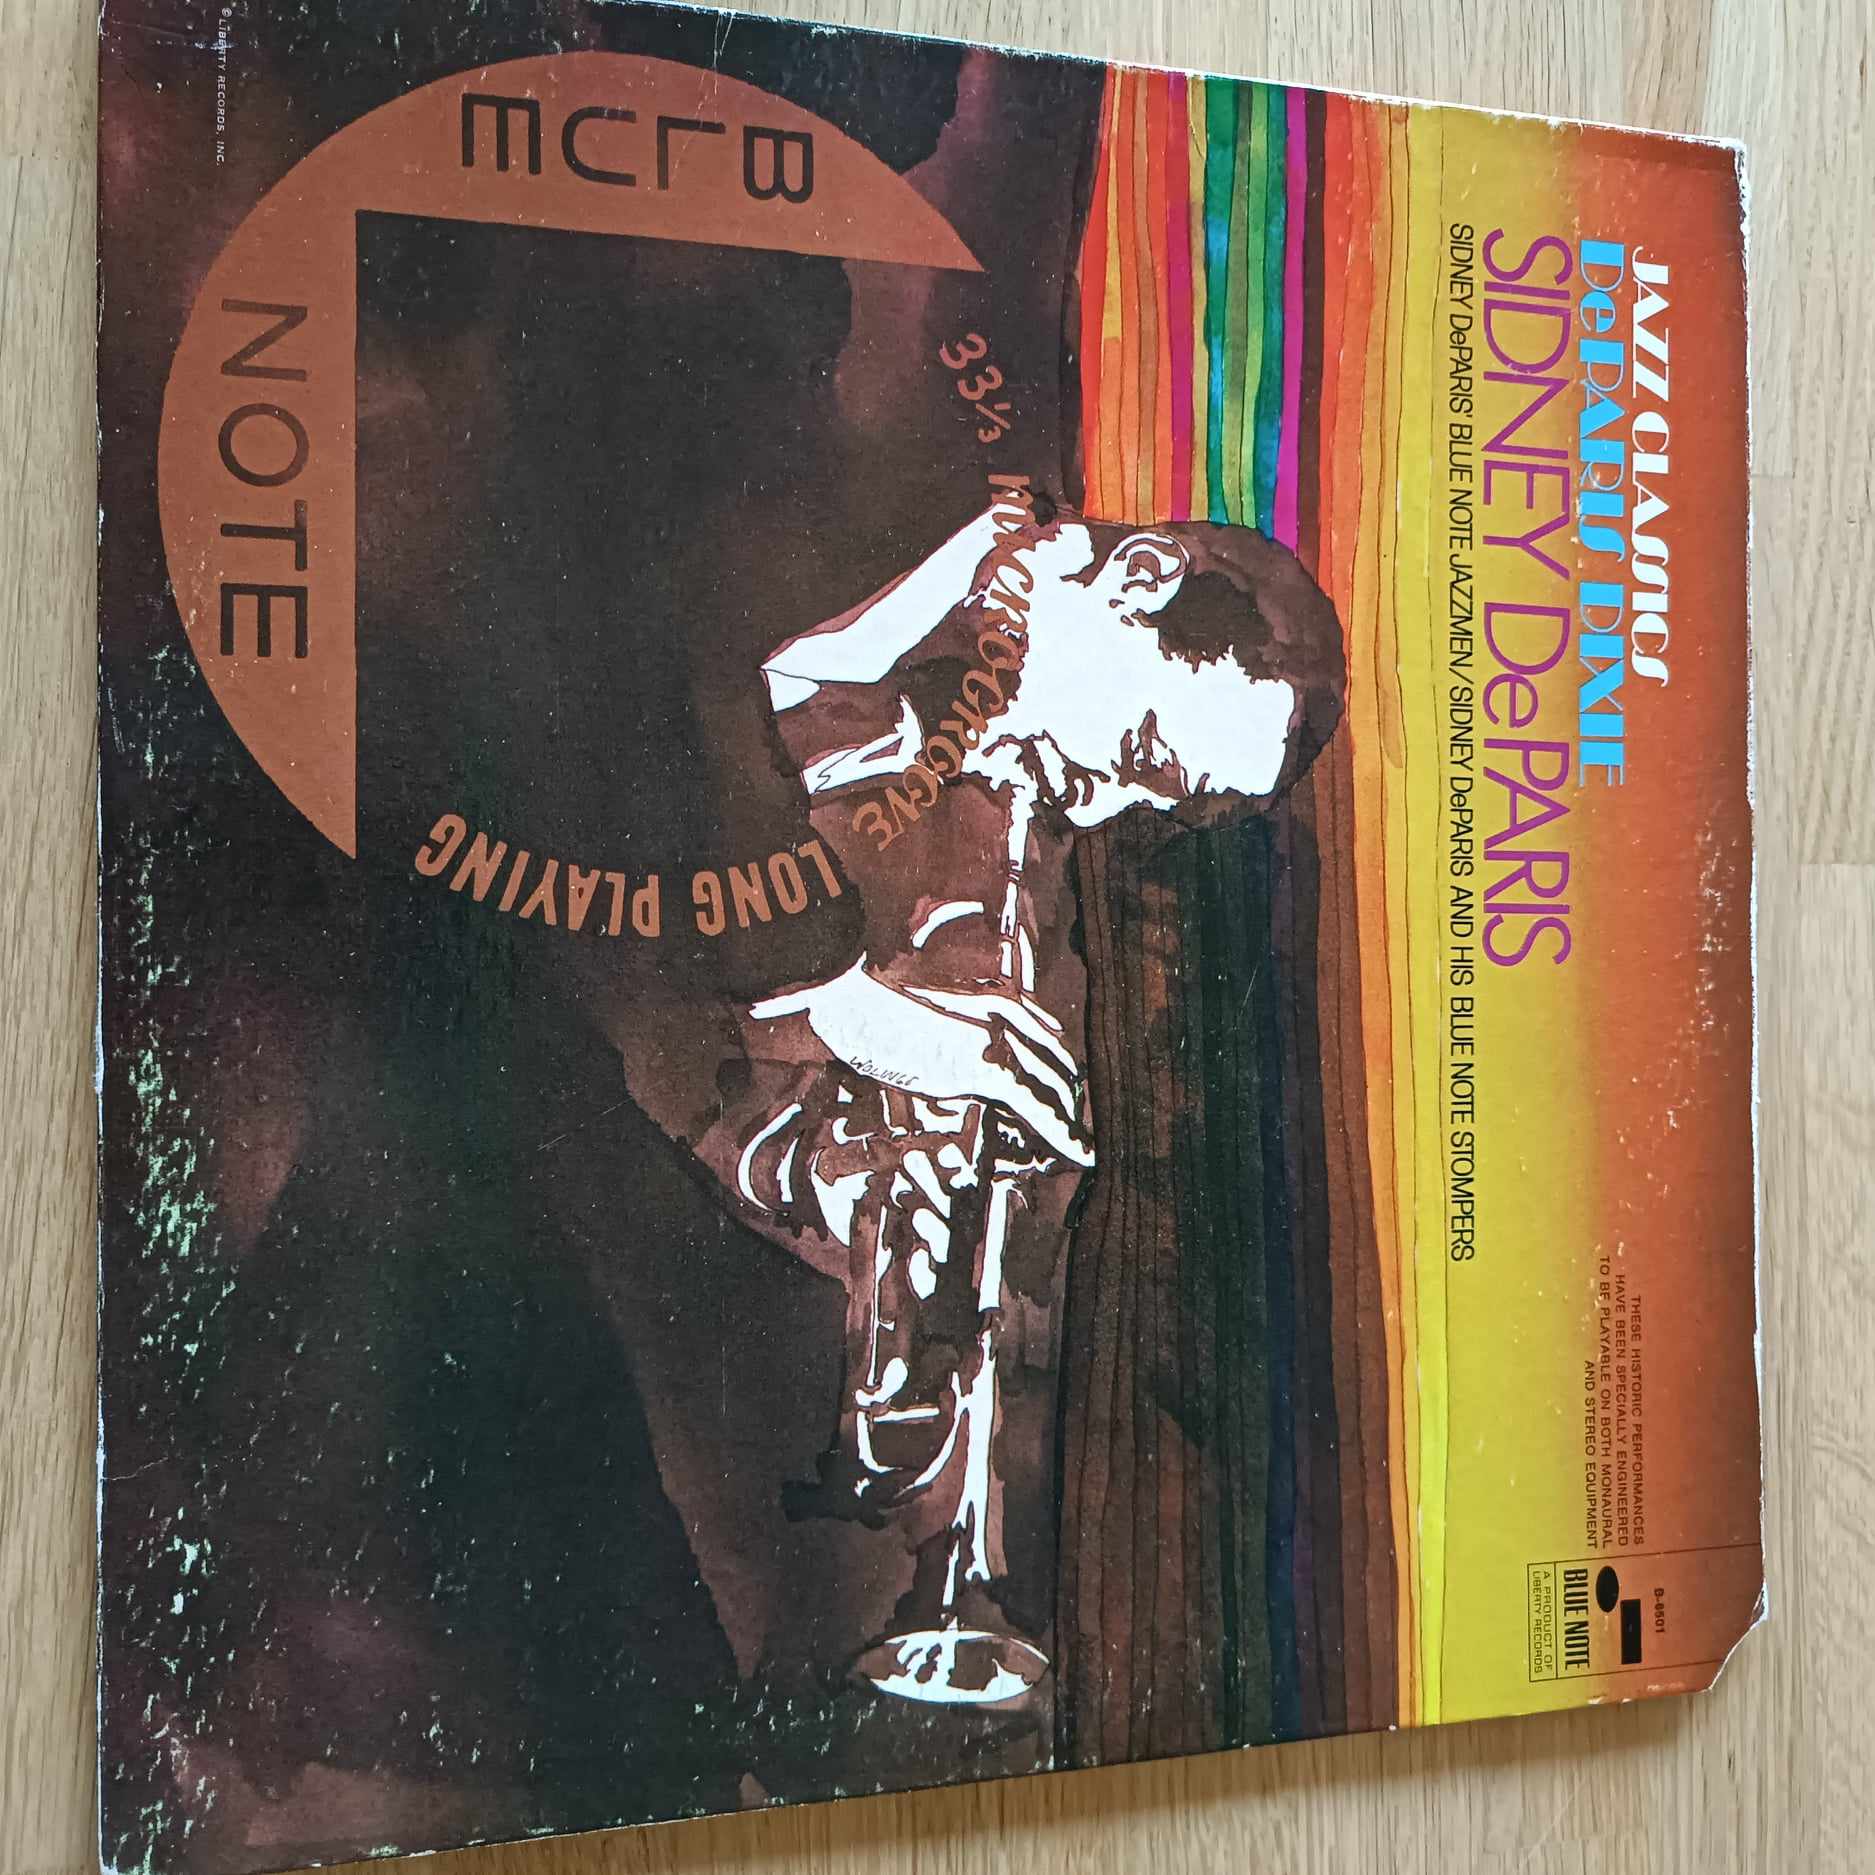 JAZZ CLASSICS
DePARIS DIXIE
SIDNEY DePARIS
SIDNEY DePARIS' BLUE NOTE JAZZMEN/SIDNEY DePARIS AND HIS BLUE NOTE STOMPERS
THESE HISTORIC PERFORMANCES
HAVE BEEN SPECIALLY ENGINEERED
TO BE PLAYABLE ON BOTH MONAURAL
AND STEREO EQUIPMENT
B-6501
BLUE NOTE
A PRODUCT OF
LIBERTY RECORDS
33⅓ MICROGROOVE LONG PLAYING
WOLINGE
BLUE
NOTE
© LIBERTY RECORDS, INC.